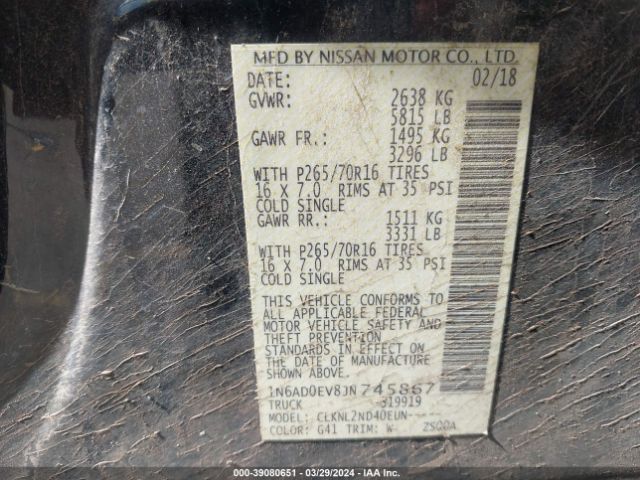 MFD BY NISSAN MOTOR CO., LTD.
DATE: 02/18
GVWR: 2638 KG
5815 LB
GAWR FR.: 1495 KG
3296 LB
WITH P265/70R16 TIRES
16 X 7.0 RIMS AT 35 PSI
COLD SINGLE
GAWR RR.: 1511 KG
3331 LB
WITH P265/70R16 TIRES
16 X 7.0 RIMS AT 35 PSI
COLD SINGLE
THIS VEHICLE CONFORMS TO
ALL APPLICABLE FEDERAL
MOTOR VEHICLE SAFETY AND
THEFT PREVENTION
STANDARDS IN EFFECT ON
THE DATE OF MANUFACTURE
SHOWN ABOVE.
1N6AD0EV8JN745867
TRUCK 319919
MODEL: CLKNL2ND40EUN-----
COLOR: G41 TRIM: W-
000-39080651 - 03/29/2024 - IAA Inc.